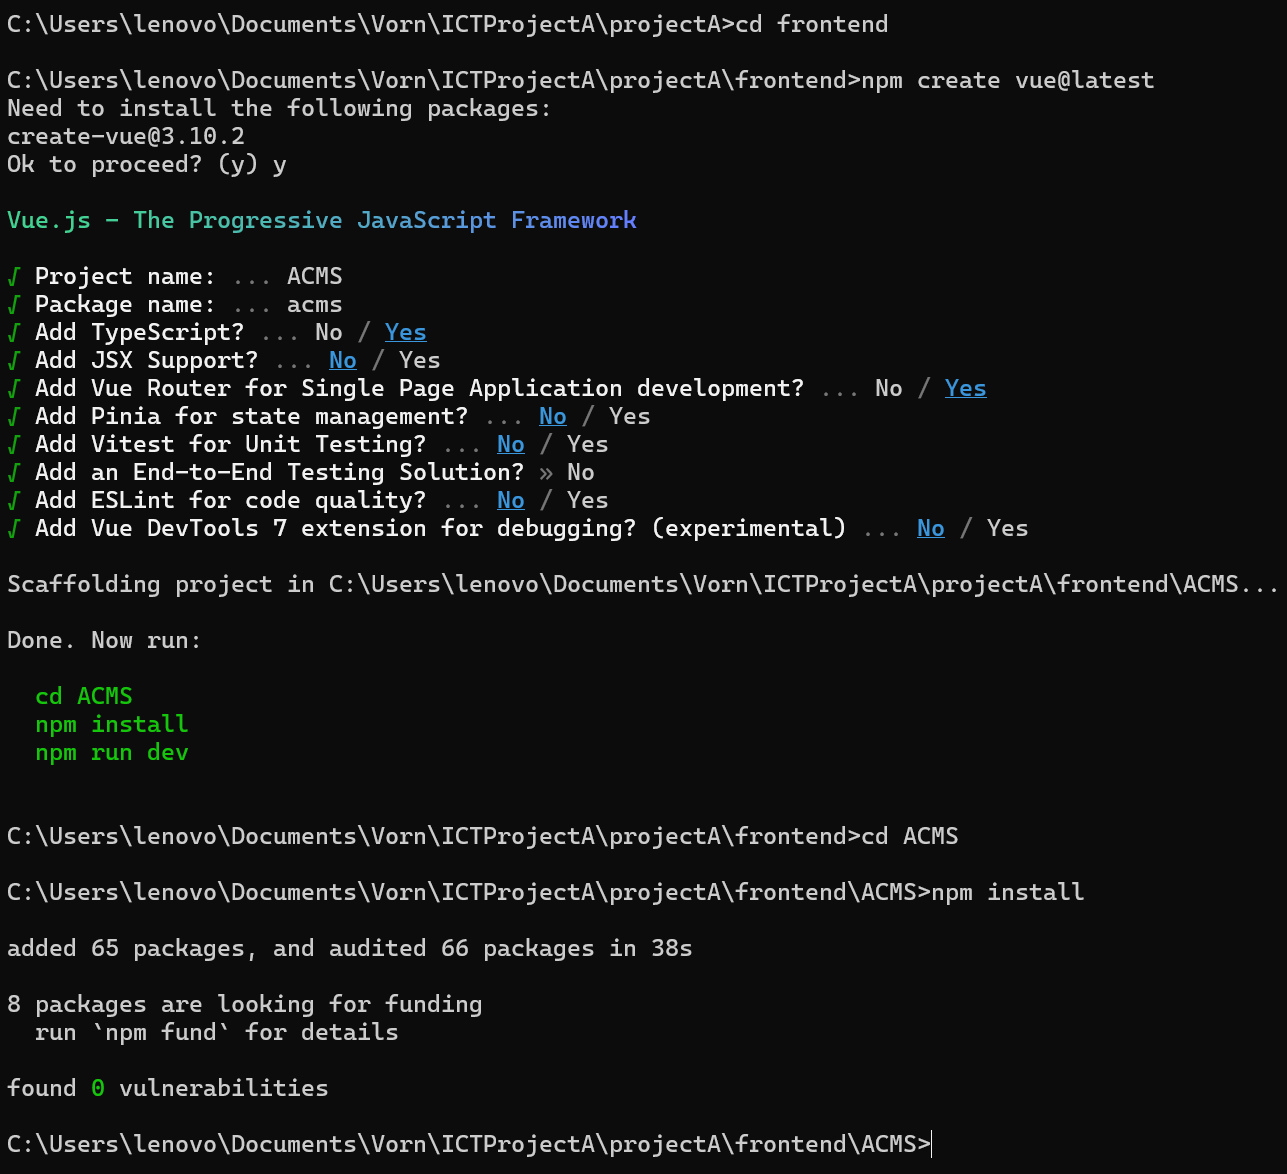 C:\Users\lenovo\Documents\Vorn\ICTProjectA\projectA>cd frontend
C:\Users\lenovo\Documents\Vorn\ICTProjectA\projectA\frontend>npm create vue@latest
Need to install the following packages:
create-vue@3.10.2
Ok to proceed? (y) y
Vue.js - The Progressive JavaScript Framework
√ Project name: ... ACMS
√ Package name: ... acms
√ Add TypeScript? ... No / Yes
√ Add JSX Support? ... No / Yes
√ Add Vue Router for Single Page Application development? ... No / Yes
√ Add Pinia for state management? ... No / Yes
√ Add Vitest for Unit Testing? ... No / Yes
√ Add an End-to-End Testing Solution? » No
√ Add ESLint for code quality? ... No / Yes
√ Add Vue DevTools 7 extension for debugging? (experimental) ... No / Yes
Scaffolding project in C:\Users\lenovo\Documents\Vorn\ICTProjectA\projectA\frontend\ACMS...
Done. Now run:
cd ACMS
npm install
npm run dev
C:\Users\lenovo\Documents\Vorn\ICTProjectA\projectA\frontend>cd ACMS
C:\Users\lenovo\Documents\Vorn\ICTProjectA\projectA\frontend\ACMS>npm install
added 65 packages, and audited 66 packages in 38s
8 packages are looking for funding
run `npm fund` for details
found 0 vulnerabilities
C:\Users\lenovo\Documents\Vorn\ICTProjectA\projectA\frontend\ACMS>